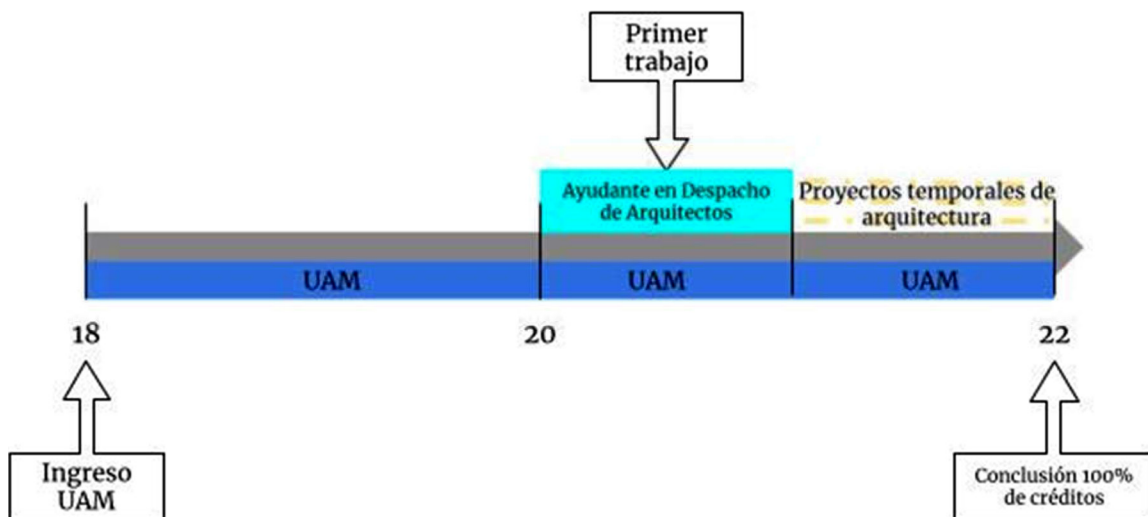 Primer
trabajo
Ayudante en Despacho
de Arquitectos
Proyectos temporales de
arquitectura
UAM
UAM
UAM
18
20
22
Ingreso
UAM
Conclusión 100%
de créditos